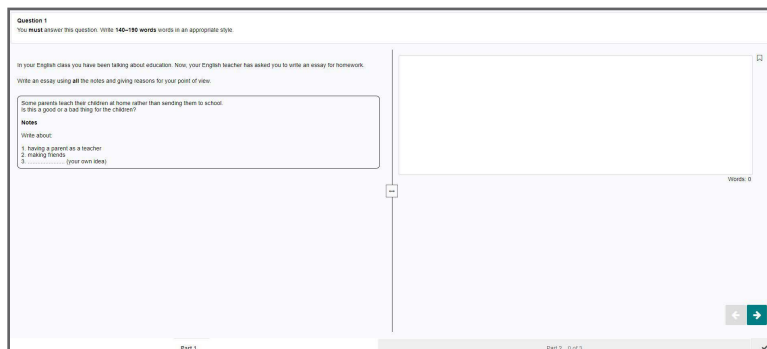 Question 1
You must answer this question. Write 140–190 words words in an appropriate style.
In your English class you have been talking about education. Now, your English teacher has asked you to write an essay for homework.
Write an essay using all the notes and giving reasons for your point of view.
Some parents teach their children at home rather than sending them to school.
Is this a good or a bad thing for the children?
Notes
Write about:
1. having a parent as a teacher
2. making friends
3. .................. (your own idea)
Words: 0
Part 1
Part 2 0 of 3